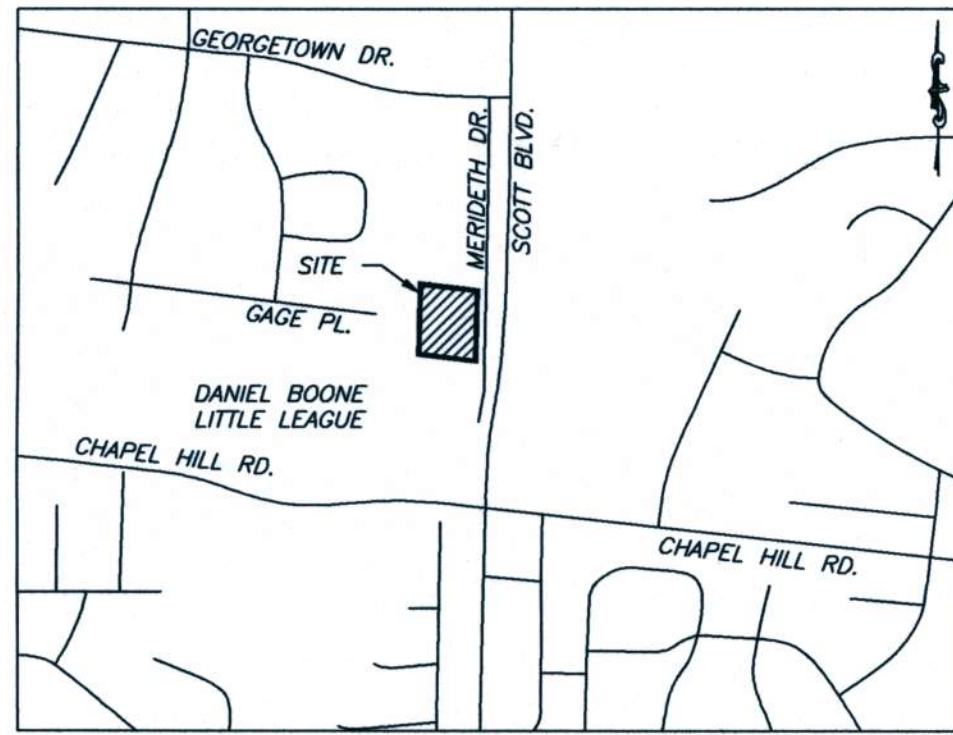 GEORGETOWN DR.
MERIDETH DR.
SCOTT BLVD.
SITE
GAGE PL.
DANIEL BOONE
LITTLE LEAGUE
CHAPEL HILL RD.
CHAPEL HILL RD.